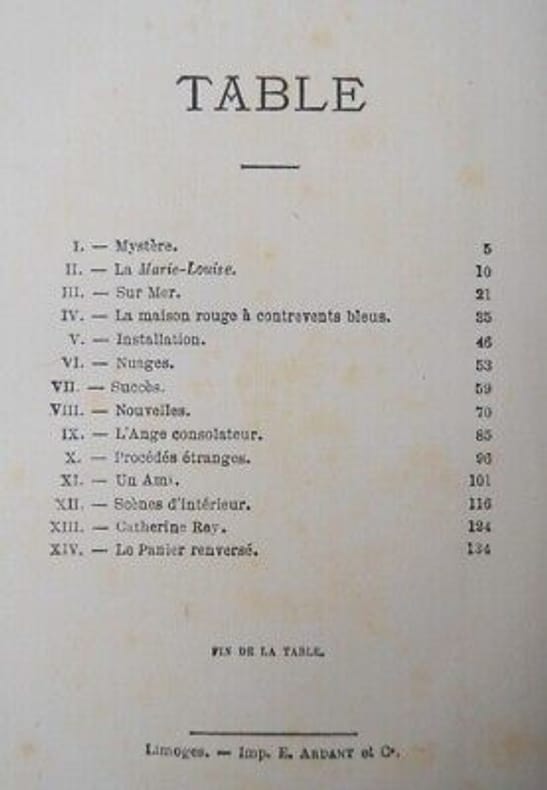 TABLE
I. — Mystère. 5
II. — La Marie-Louise. 10
III. — Sur Mer. 21
IV. — La maison rouge à contrevents bleus. 35
V. — Installation. 46
VI. — Nuages. 53
VII. — Succès. 59
VIII. — Nouvelles. 70
IX. — L'Ange consolateur. 85
X. — Procédés étranges. 96
XI. — Un Ami. 101
XII. — Scènes d'intérieur. 116
XIII. — Catherine Ray. 124
XIV. — Le Panier renversé. 134
FIN DE LA TABLE.
Limoges. — Imp. E. ARDANT et Cⁱᵉ.